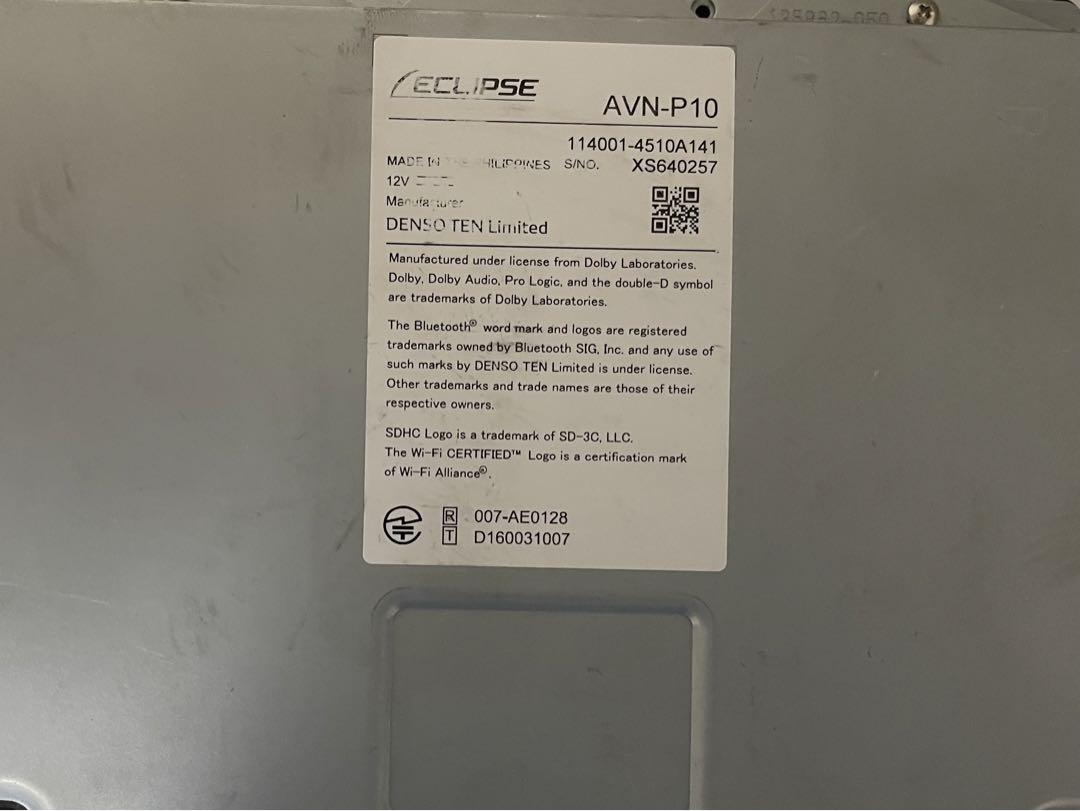 ECLIPSE
AVN-P10
114001-4510A141
MADE IN THE PHILIPPINES S/NO. XS640257
12V
Manufacturer
DENSO TEN Limited
Manufactured under license from Dolby Laboratories.
Dolby, Dolby Audio, Pro Logic, and the double-D symbol
are trademarks of Dolby Laboratories.
The Bluetooth® word mark and logos are registered
trademarks owned by Bluetooth SIG, Inc. and any use of
such marks by DENSO TEN Limited is under license.
Other trademarks and trade names are those of their
respective owners.
SDHC Logo is a trademark of SD-3C, LLC.
The Wi-Fi CERTIFIED™ Logo is a certification mark
of Wi-Fi Alliance®.
R 007-AE0128
T D160031007